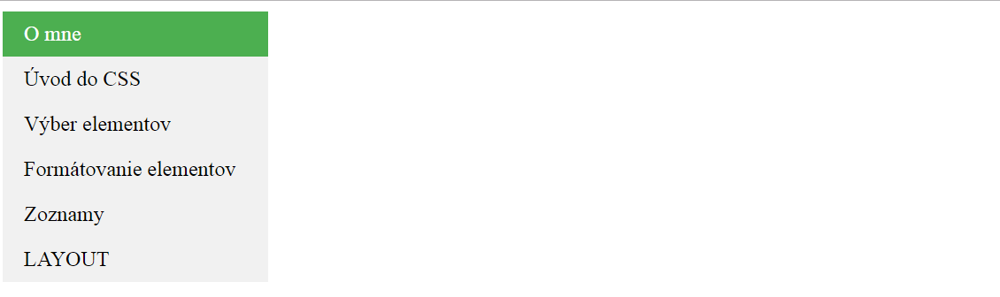 O mne
Úvod do CSS
Výber elementov
Formátovanie elementov
Zoznamy
LAYOUT